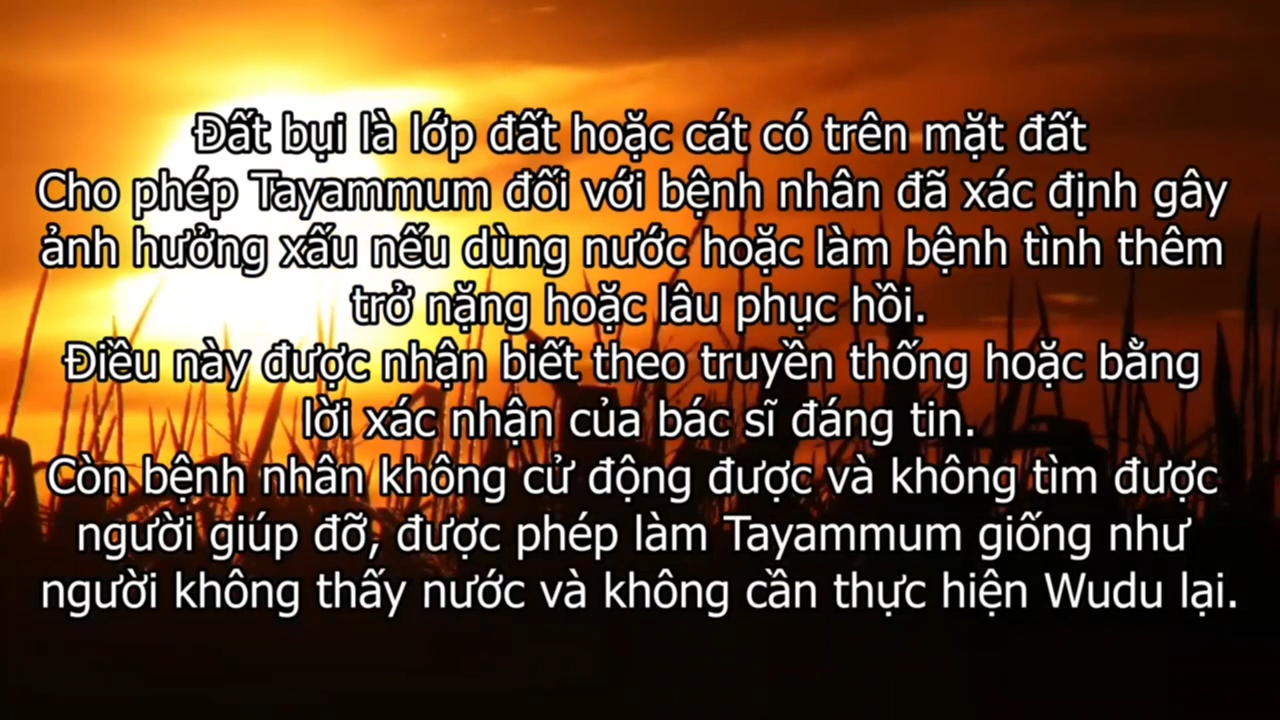 Đất bụi là lớp đất hoặc cát có trên mặt đất
Cho phép Tayammum đối với bệnh nhân đã xác định gây
ảnh hưởng xấu nếu dùng nước hoặc làm bệnh tình thêm
trở nặng hoặc lâu phục hồi.
Điều này được nhận biết theo truyền thống hoặc bằng
lời xác nhận của bác sĩ đáng tin.
Còn bệnh nhân không cử động được và không tìm được
người giúp đỡ, được phép làm Tayammum giống như
người không thấy nước và không cần thực hiện Wudu lại.